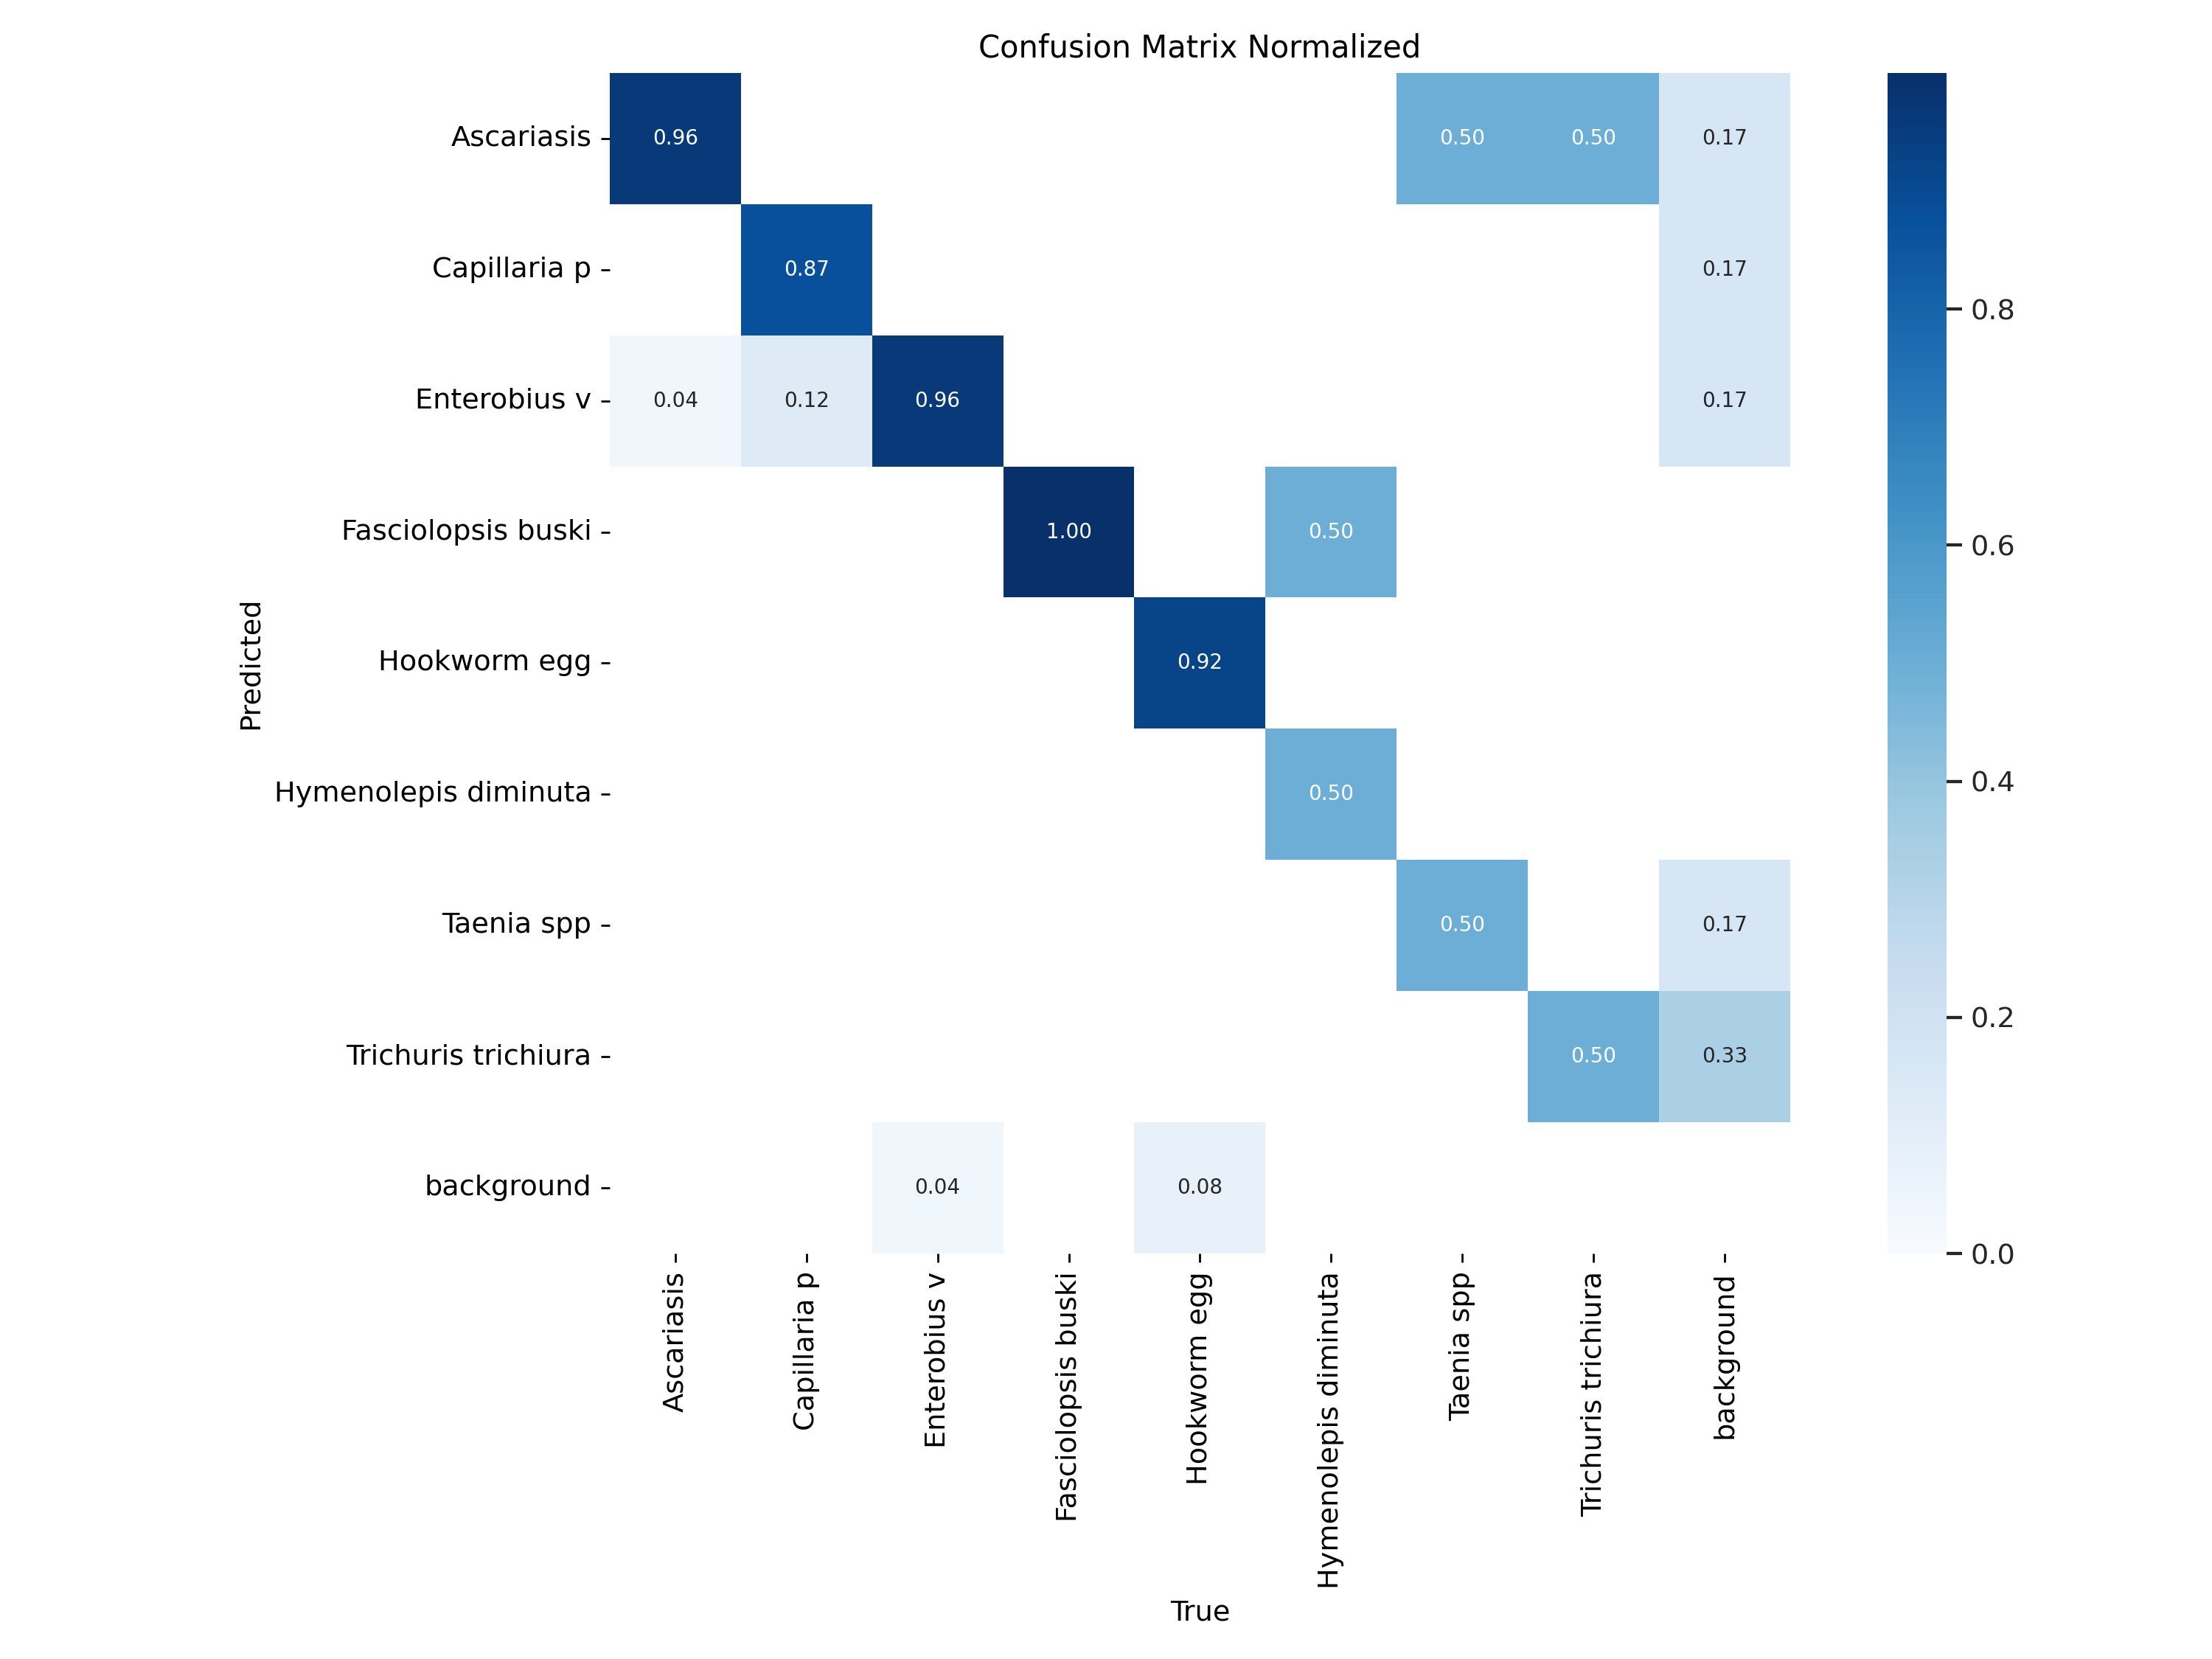 Confusion Matrix Normalized
Ascariasis
0.96
0.50
0.50
0.17
Capillaria p
0.87
0.17
0.8
Enterobius v
0.04
0.12
0.96
0.17
Fasciolopsis buski
1.00
0.50
0.6
Predicted
Hookworm egg
0.92
Hymenolepis diminuta
0.50
0.4
Taenia spp
0.50
0.17
0.2
Trichuris trichiura
0.50
0.33
background
0.04
0.08
0.0
Ascariasis
Capillaria p
Enterobius v
Fasciolopsis buski
Hookworm egg
Hymenolepis diminuta
Taenia spp
Trichuris trichiura
background
True